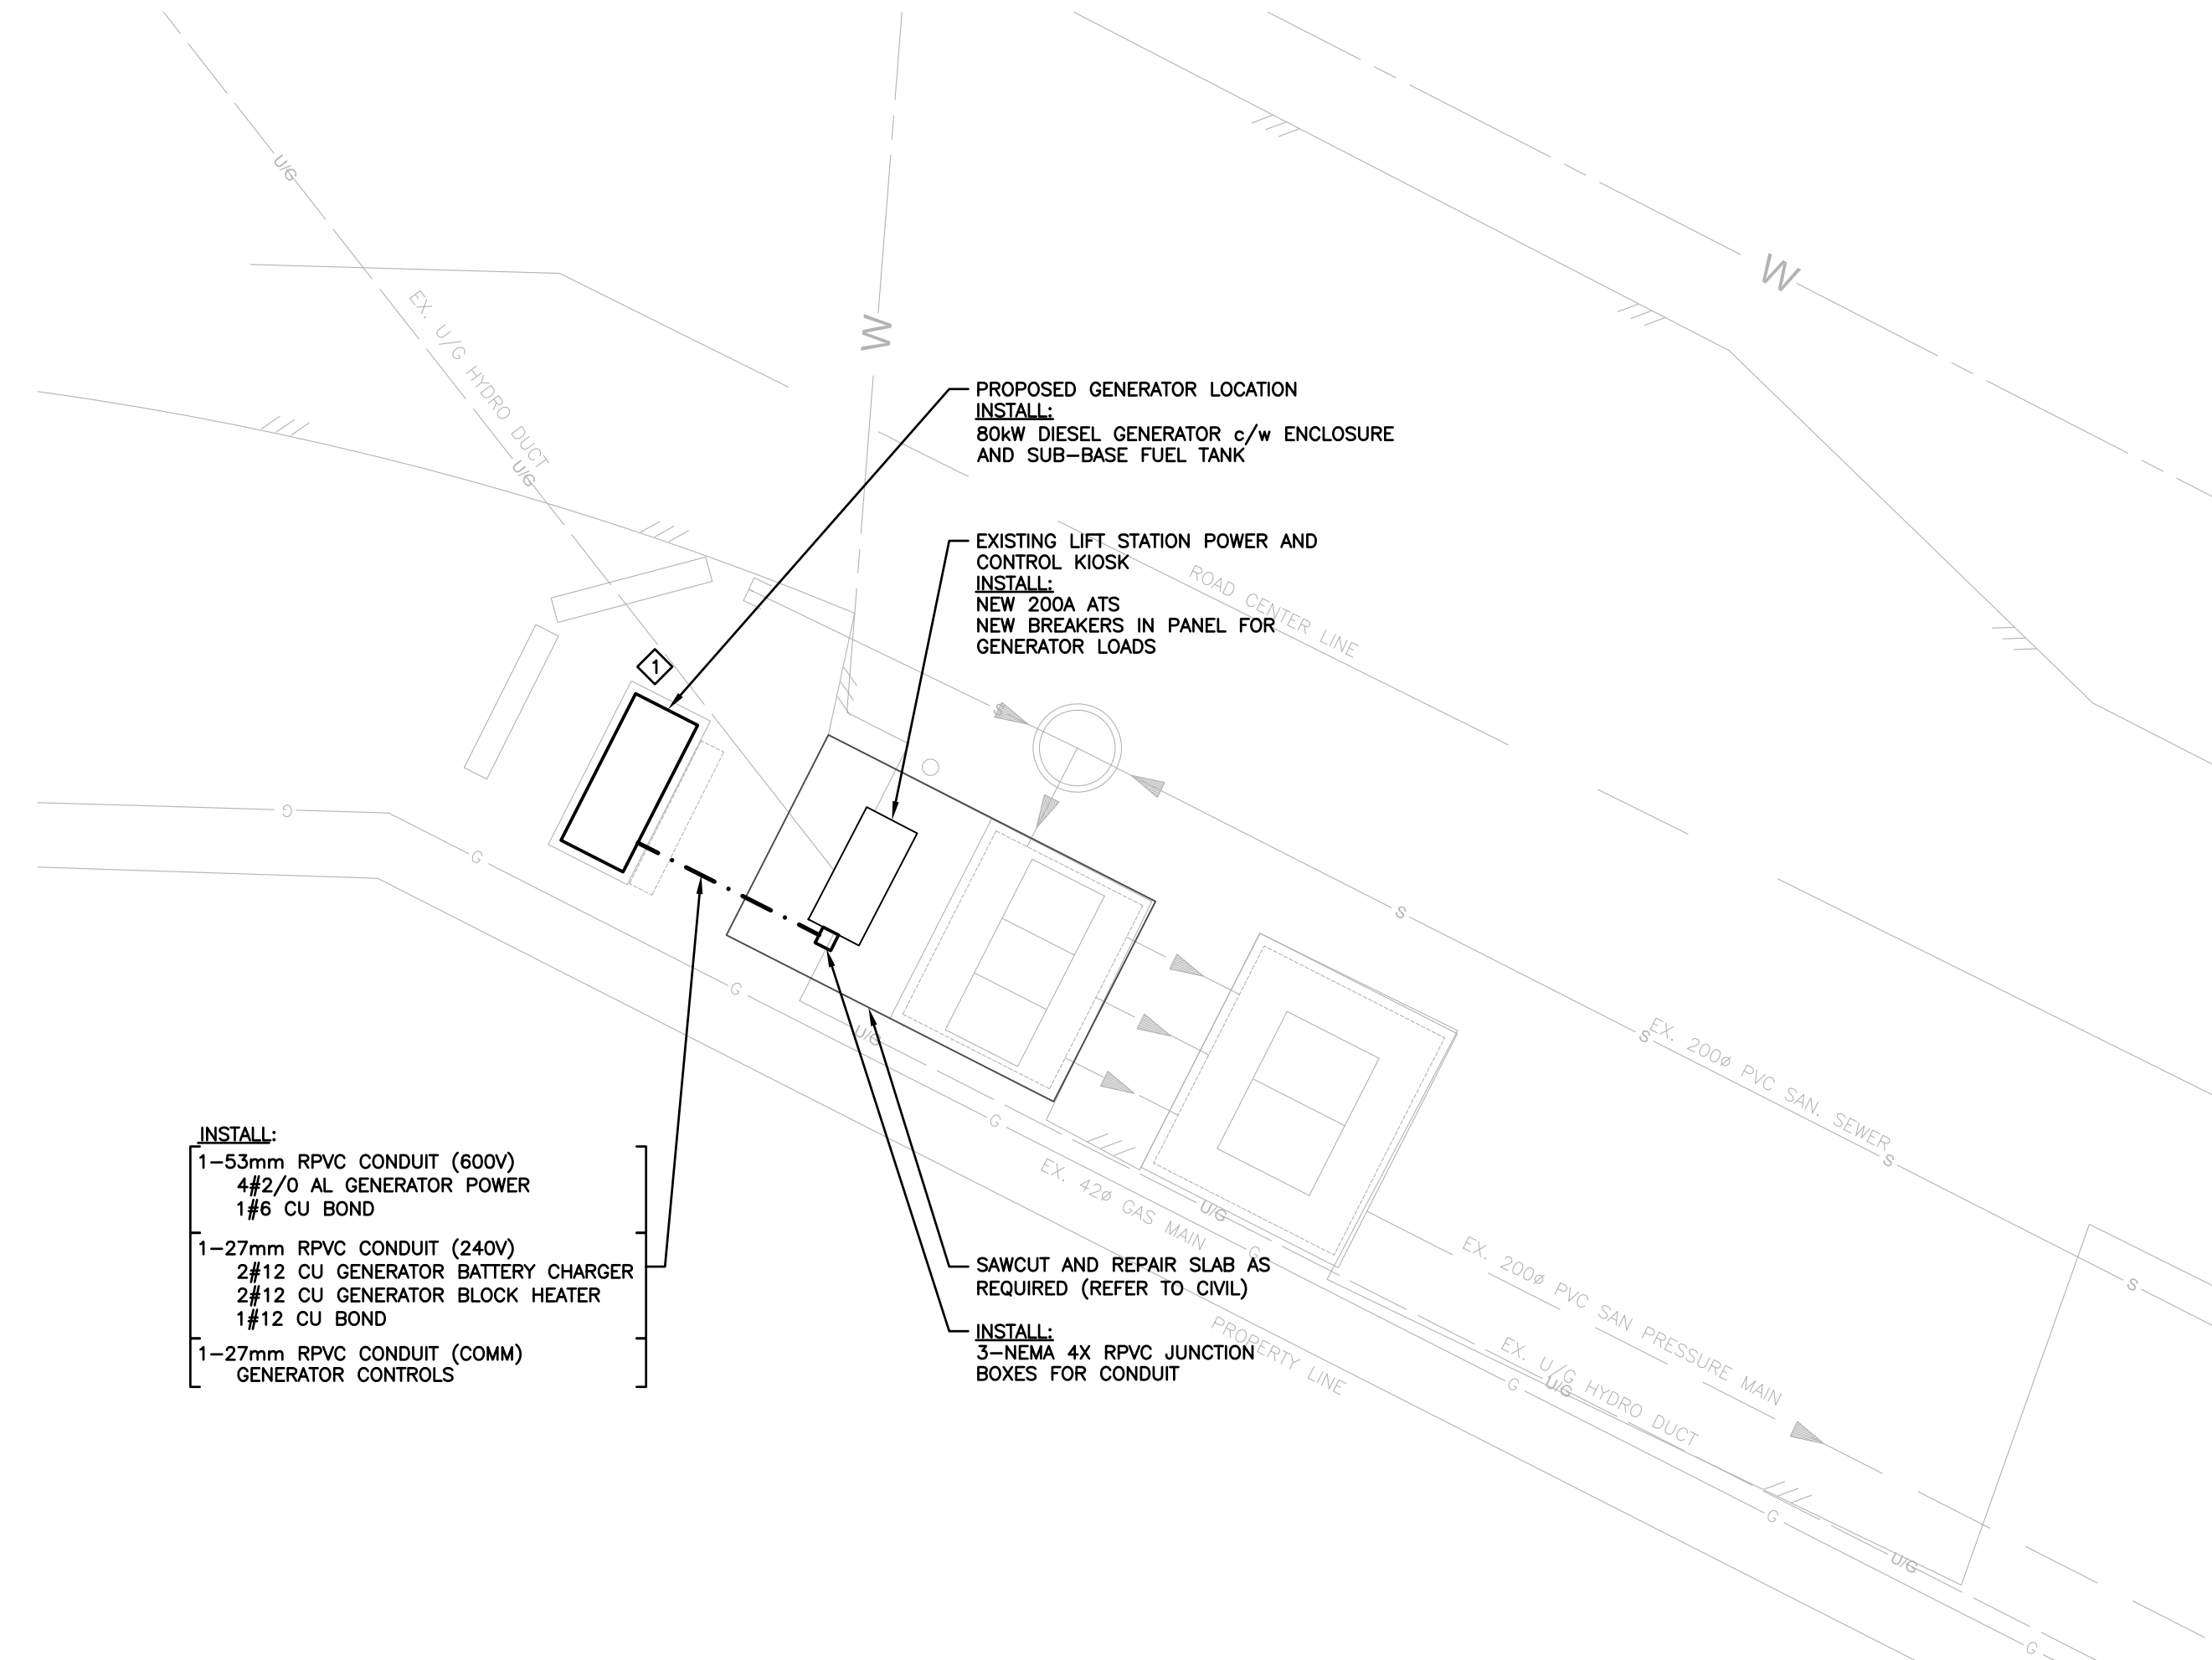 W
W
U/G
EX. U/G HYDRO DUCT
U/G
PROPOSED GENERATOR LOCATION
INSTALL:
80kW DIESEL GENERATOR c/w ENCLOSURE
AND SUB-BASE FUEL TANK
EXISTING LIFT STATION POWER AND
CONTROL KIOSK
INSTALL:
NEW 200A ATS
NEW BREAKERS IN PANEL FOR
GENERATOR LOADS
ROAD CENTER LINE
1
S
G
G
G
S
U/G
S
EX. 200ø PVC SAN. SEWER
S
S
G
EX. 42ø GAS MAIN
U/G
G
INSTALL:
1-53mm RPVC CONDUIT (600V)
4#2/0 AL GENERATOR POWER
1#6 CU BOND
1-27mm RPVC CONDUIT (240V)
2#12 CU GENERATOR BATTERY CHARGER
2#12 CU GENERATOR BLOCK HEATER
1#12 CU BOND
1-27mm RPVC CONDUIT (COMM)
GENERATOR CONTROLS
SAWCUT AND REPAIR SLAB AS
REQUIRED (REFER TO CIVIL)
INSTALL:
3-NEMA 4X RPVC JUNCTION
BOXES FOR CONDUIT
PROPERTY LINE
EX. 200ø PVC SAN PRESSURE MAIN
EX. U/G HYDRO DUCT
U/G
G
G
U/G
G